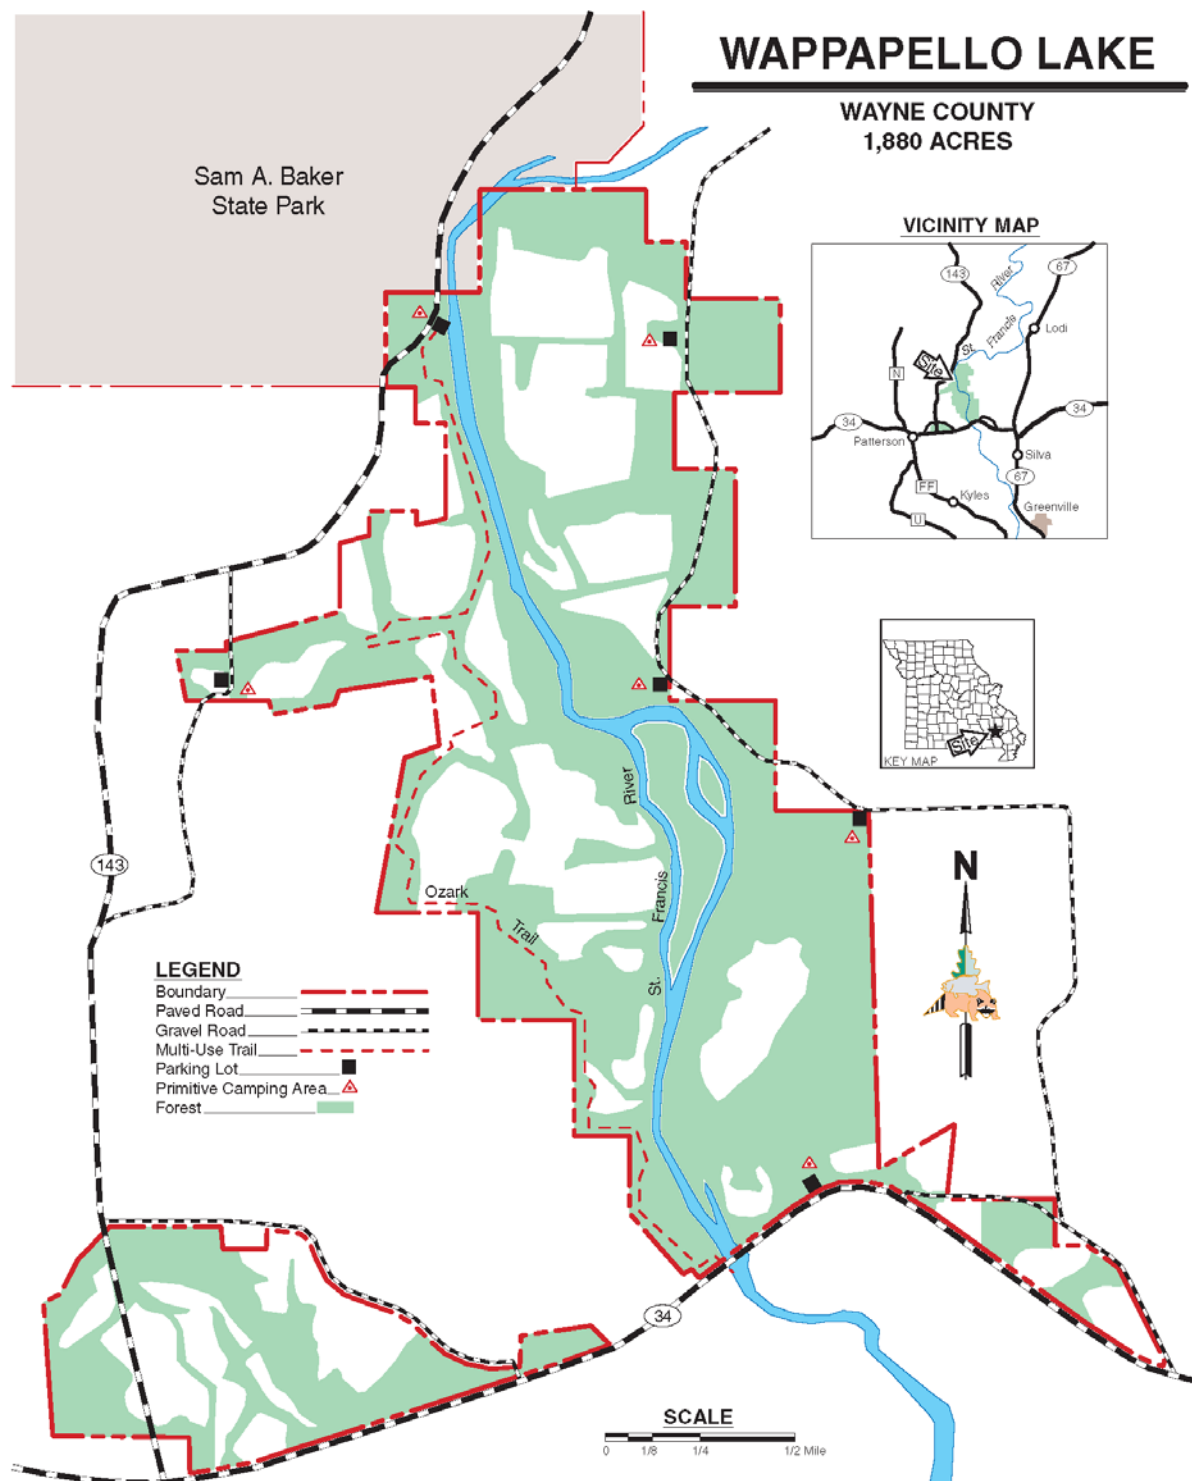 WAPPAPELLO LAKE
WAYNE COUNTY
1,880 ACRES
Sam A. Baker
State Park
VICINITY MAP
143
67
River
Francis
St.
Lodi
Site
N
34
34
Patterson
Silva
67
FF
Kyles
U
Greenville
Site
KEY MAP
River
Francis
St.
143
Ozark
Trail
N
LEGEND
Boundary
Paved Road
Gravel Road
Multi-Use Trail
Parking Lot
Primitive Camping Area
Forest
34
SCALE
0 1/8 1/4 1/2 Mile